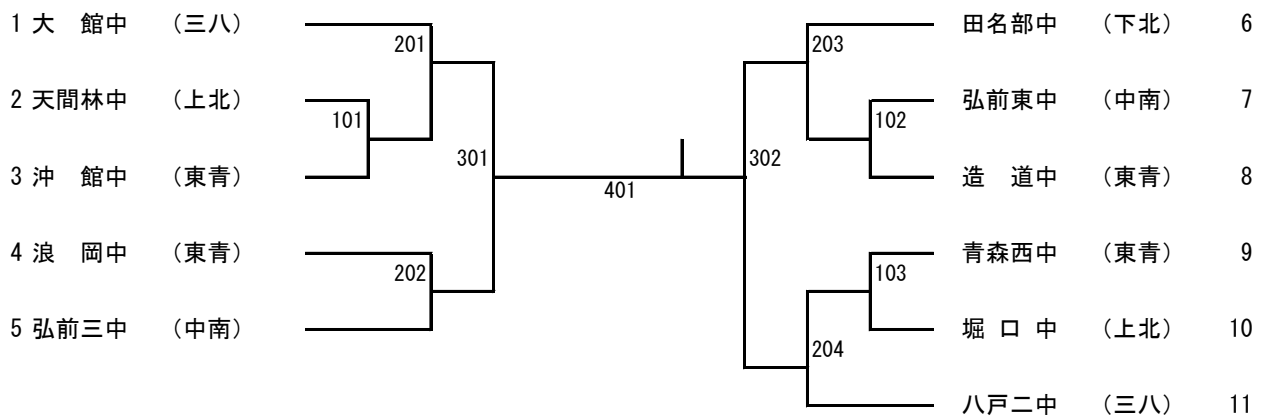 1 大　館中　（三八）
201
2 天間林中　（上北）
101
3 沖　館中　（東青）
301
4 浪　岡中　（東青）
202
5 弘前三中　（中南）
401
田名部中　（下北）　6
203
弘前東中　（中南）　7
102
造　道中　（東青）　8
302
青森西中　（東青）　9
103
堀 口 中　（上北）　10
204
八戸二中　（三八）　11